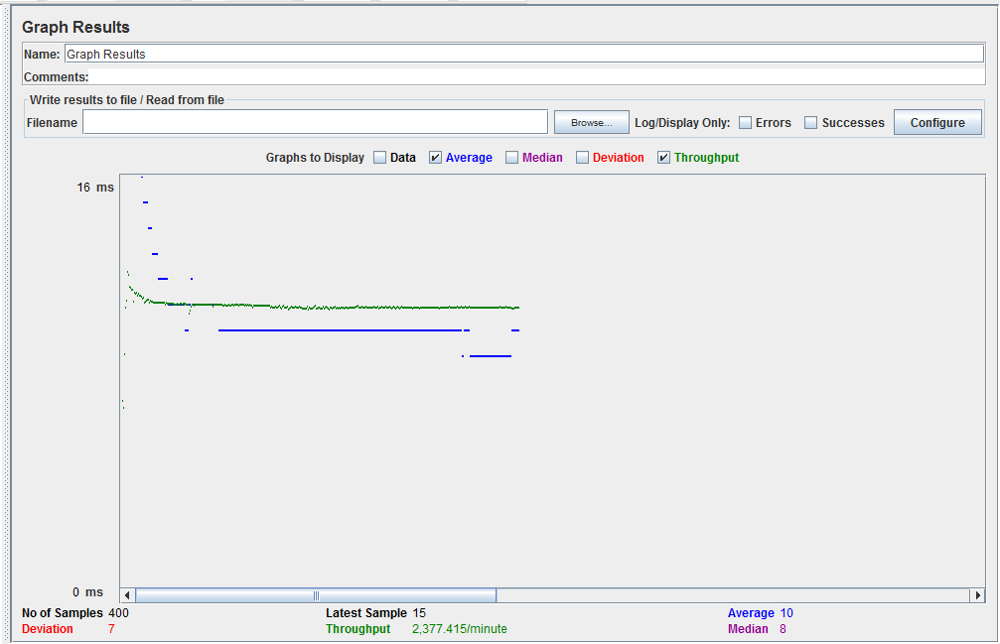 Graph Results
Name: Graph Results
Comments:
Write results to file / Read from file
Filename Browse... Log/Display Only: Errors Successes Configure
Graphs to Display Data Average Median Deviation Throughput
16 ms
0 ms
No of Samples 400 Latest Sample 15 Average 10
Deviation 7 Throughput 2,377.415/minute Median 8